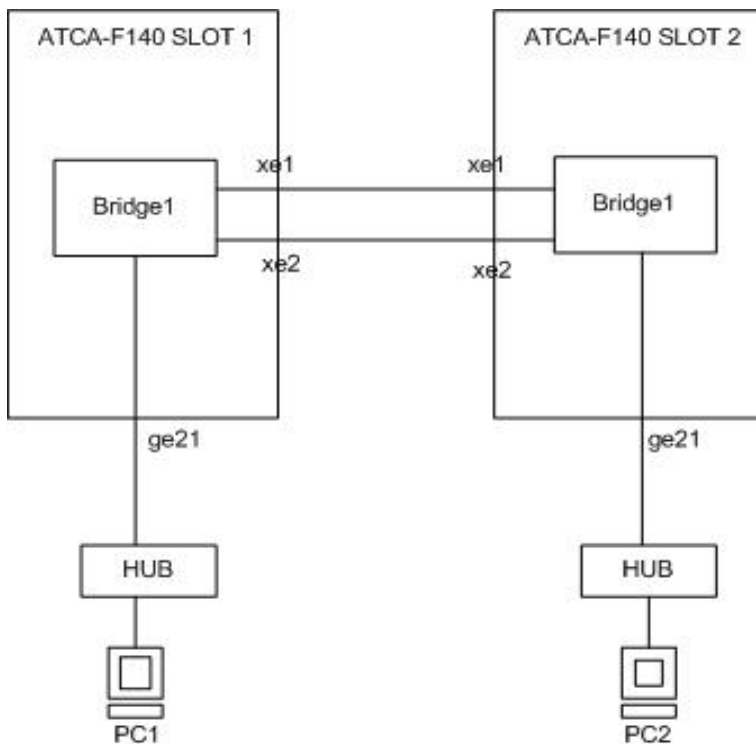 ATCA-F140 SLOT 1
ATCA-F140 SLOT 2
xe1
xe1
Bridge1
Bridge1
xe2
xe2
ge21
ge21
HUB
HUB
PC1
PC2